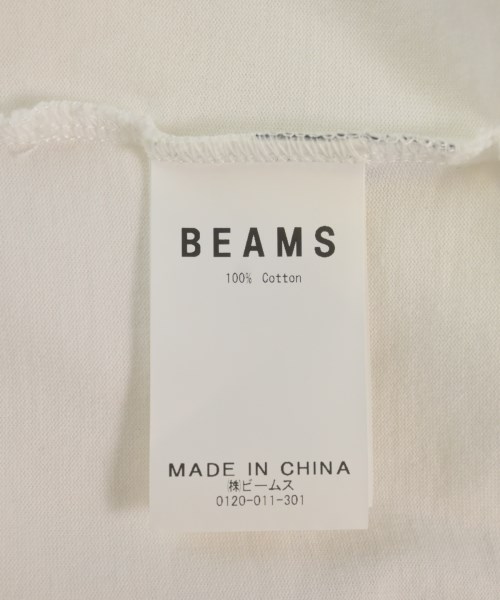 BEAMS
100% Cotton
MADE IN CHINA
㈱ビームス
0120-011-301